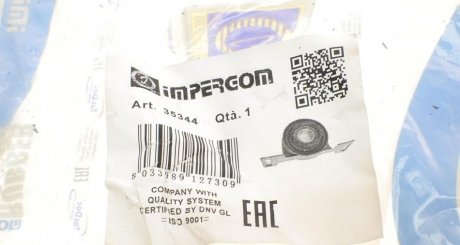 impergom
Art. 35344 Qtà. 1
8 033989 127309
COMPANY WITH
QUALITY SYSTEM
CERTIFIED BY DNV GL
=ISO 9001=
EAC
TecDoc